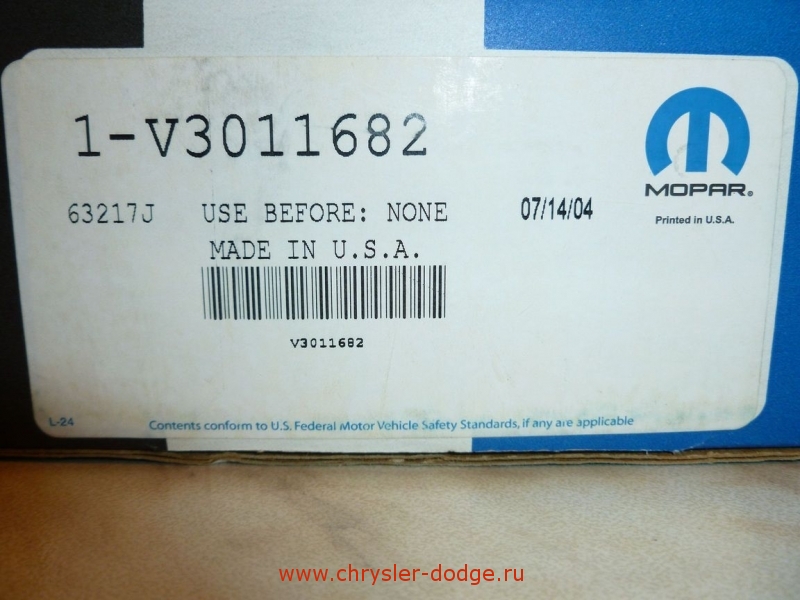 1-V3011682
MOPAR®
Printed in U.S.A.
63217J USE BEFORE: NONE 07/14/04
MADE IN U.S.A.
V3011682
L-24 Contents conform to U.S. Federal Motor Vehicle Safety Standards, if any are applicable
www.chrysler-dodge.ru